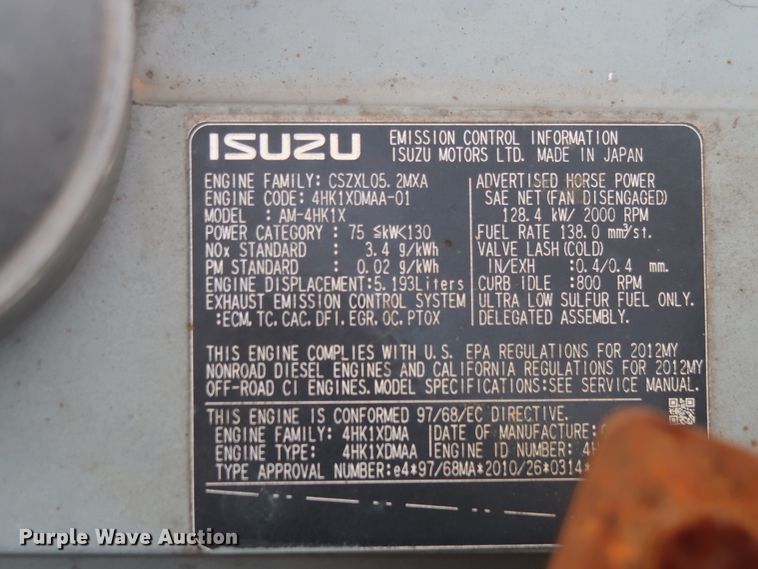 ISUZU
EMISSION CONTROL INFORMATION
ISUZU MOTORS LTD. MADE IN JAPAN
ENGINE FAMILY: CSZXL05.2MXA
ENGINE CODE: 4HK1XDMAA-01
MODEL : AM-4HK1X
POWER CATEGORY : 75 ≦kW<130
NOx STANDARD : 3.4 g/kWh
PM STANDARD : 0.02 g/kWh
ENGINE DISPLACEMENT:5.193Liters
EXHAUST EMISSION CONTROL SYSTEM
:ECM, TC, CAC, DFI, EGR, OC, PTOX
ADVERTISED HORSE POWER
SAE NET (FAN DISENGAGED)
128.4 kW/ 2000 RPM
FUEL RATE 138.0 mm³/st.
VALVE LASH (COLD)
IN/EXH :0.4/0.4 mm.
CURB IDLE :800 RPM
ULTRA LOW SULFUR FUEL ONLY.
DELEGATED ASSEMBLY.
THIS ENGINE COMPLIES WITH U.S. EPA REGULATIONS FOR 2012MY
NONROAD DIESEL ENGINES AND CALIFORNIA REGULATIONS FOR 2012MY
OFF-ROAD CI ENGINES. MODEL SPECIFICATIONS:SEE SERVICE MANUAL.
THIS ENGINE IS CONFORMED 97/68/EC DIRECTIVE.
ENGINE FAMILY: 4HK1XDMA
DATE OF MANUFACTURE:
ENGINE TYPE: 4HK1XDMAA
ENGINE ID NUMBER:
TYPE APPROVAL NUMBER:e4*97/68MA*2010/26*0314*
Purple Wave Auction